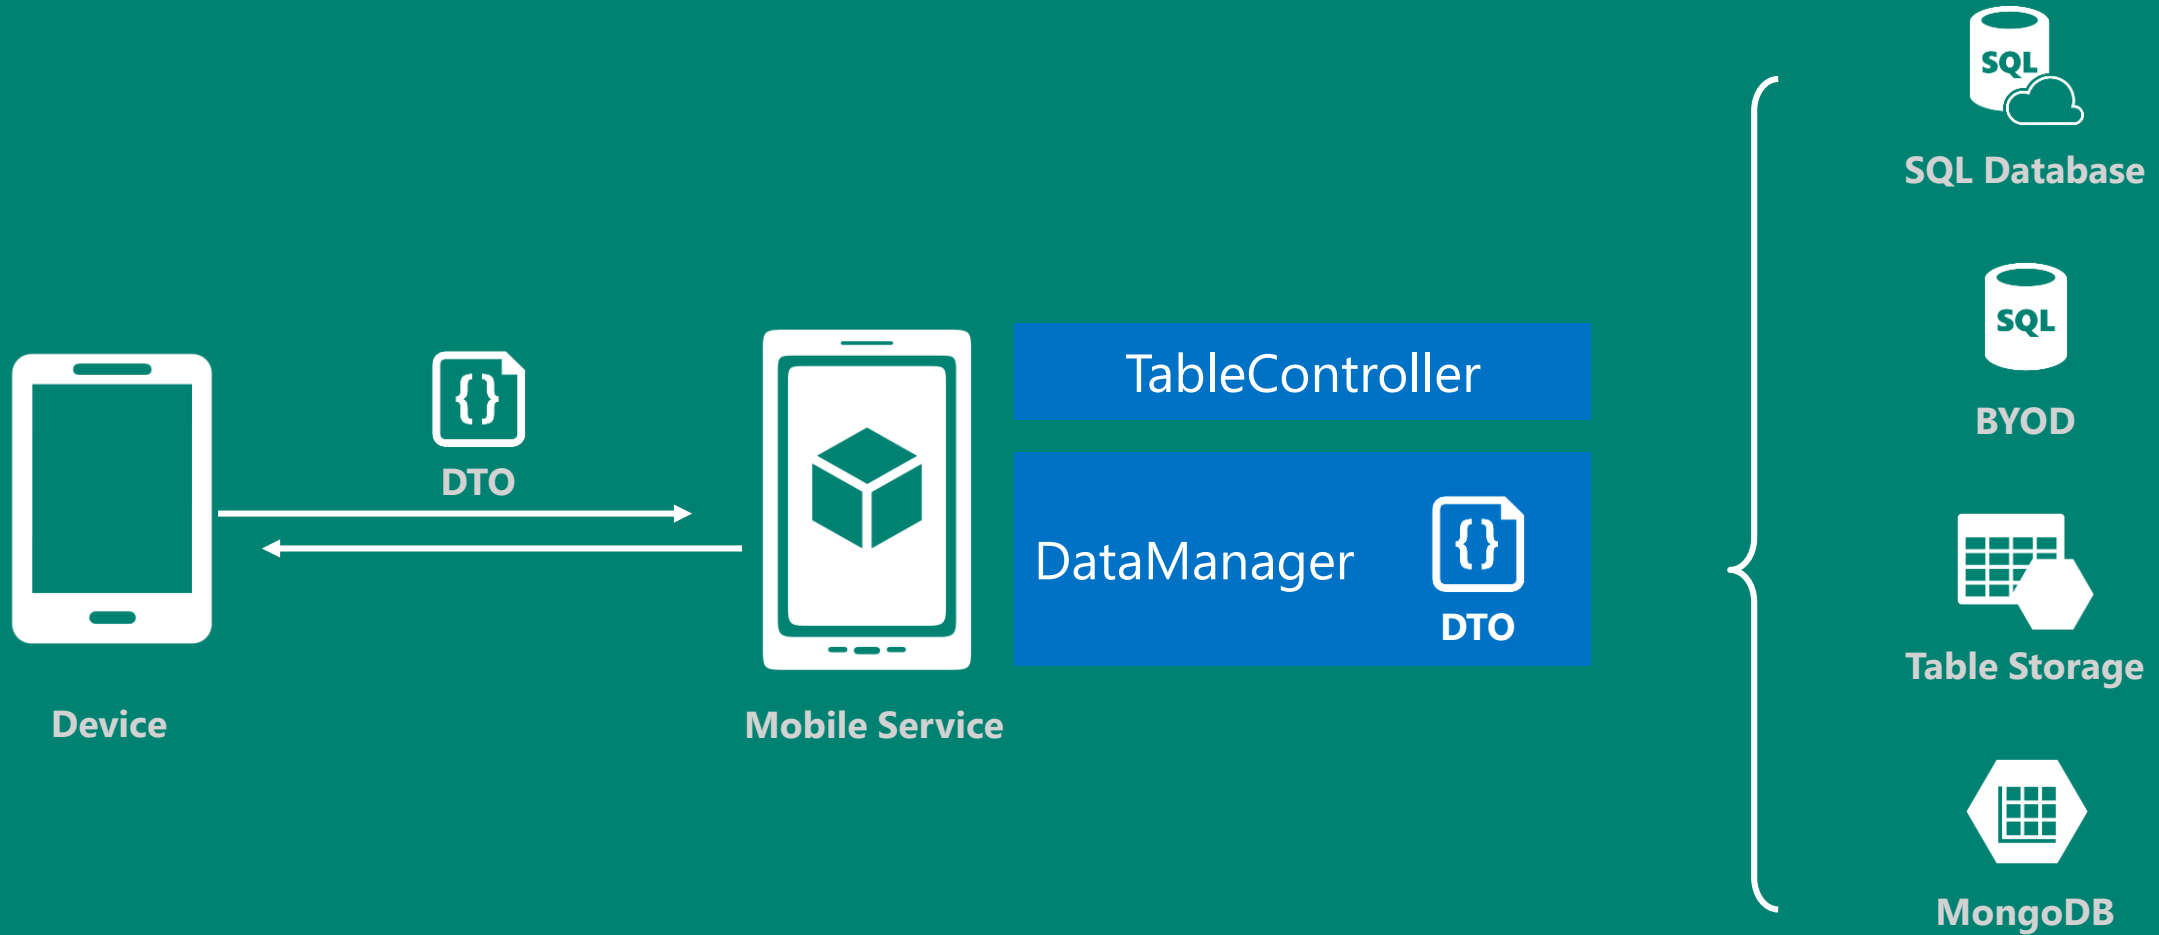 {}
DTO
Device
Mobile Service
TableController
DataManager
{}
DTO
SQL
SQL Database
SQL
BYOD
Table Storage
MongoDB